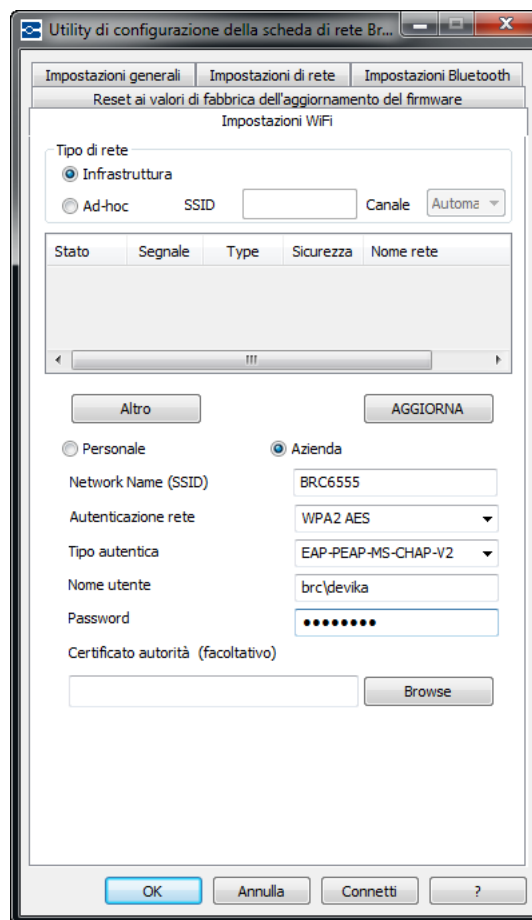 Utility di configurazione della scheda di rete Br...
Impostazioni generali Impostazioni di rete Impostazioni Bluetooth
Reset ai valori di fabbrica dell'aggiornamento del firmware
Impostazioni WiFi
Tipo di rete
Infrastruttura
Ad-hoc SSID Canale Automa
Stato Segnale Type Sicurezza Nome rete
Altro AGGIORNA
Personale Azienda
Network Name (SSID) BRC6555
Autenticazione rete WPA2 AES
Tipo autentica EAP-PEAP-MS-CHAP-V2
Nome utente brc\devika
Password ●●●●●●●●
Certificato autorità (facoltativo)
Browse
OK Annulla Connetti ?